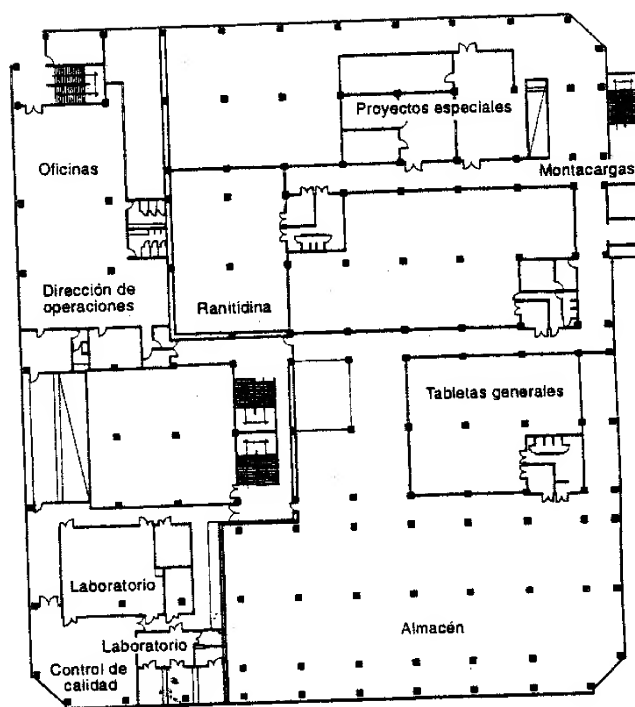 Proyectos especiales
Oficinas
Montacargas
Dirección de
operaciones
Ranitidina
Tabletas generales
Laboratorio
Almacén
Laboratorio
Control de
calidad